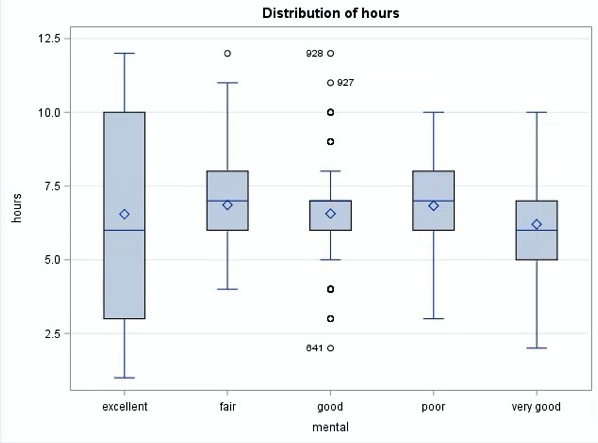 Distribution of hours
12.5
10.0
7.5
5.0
2.5
hours
928
927
641
excellent
fair
good
poor
very good
mental